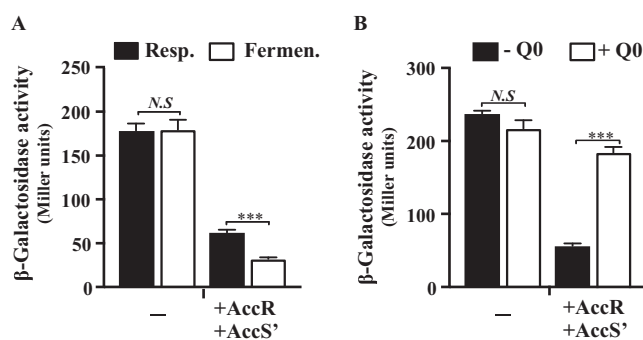 A
Resp.
Fermen.
β-Galactosidase activity
(Miller units)
250
200
150
100
50
0
N.S
***
—
+AccR
+AccS’
B
- Q0
+ Q0
β-Galactosidase activity
(Miller units)
300
200
100
0
N.S
***
—
+AccR
+AccS’